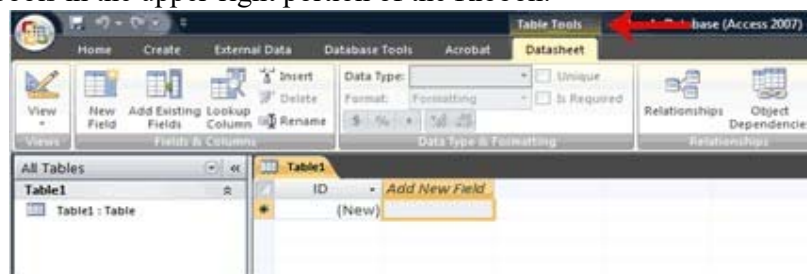 Table Tools base (Access 2007)
Home Create External Data Database Tools Acrobat Datasheet
View New Field Add Existing Fields Lookup Column Insert Delete Rename Data Type: Format: Formatting $ % , Unique Is Required Relationships Object Dependencie
Views Fields & Columns Data Type & Formatting Relationships
All Tables « Table1
Table1 ID Add New Field
Table1 : Table (New)